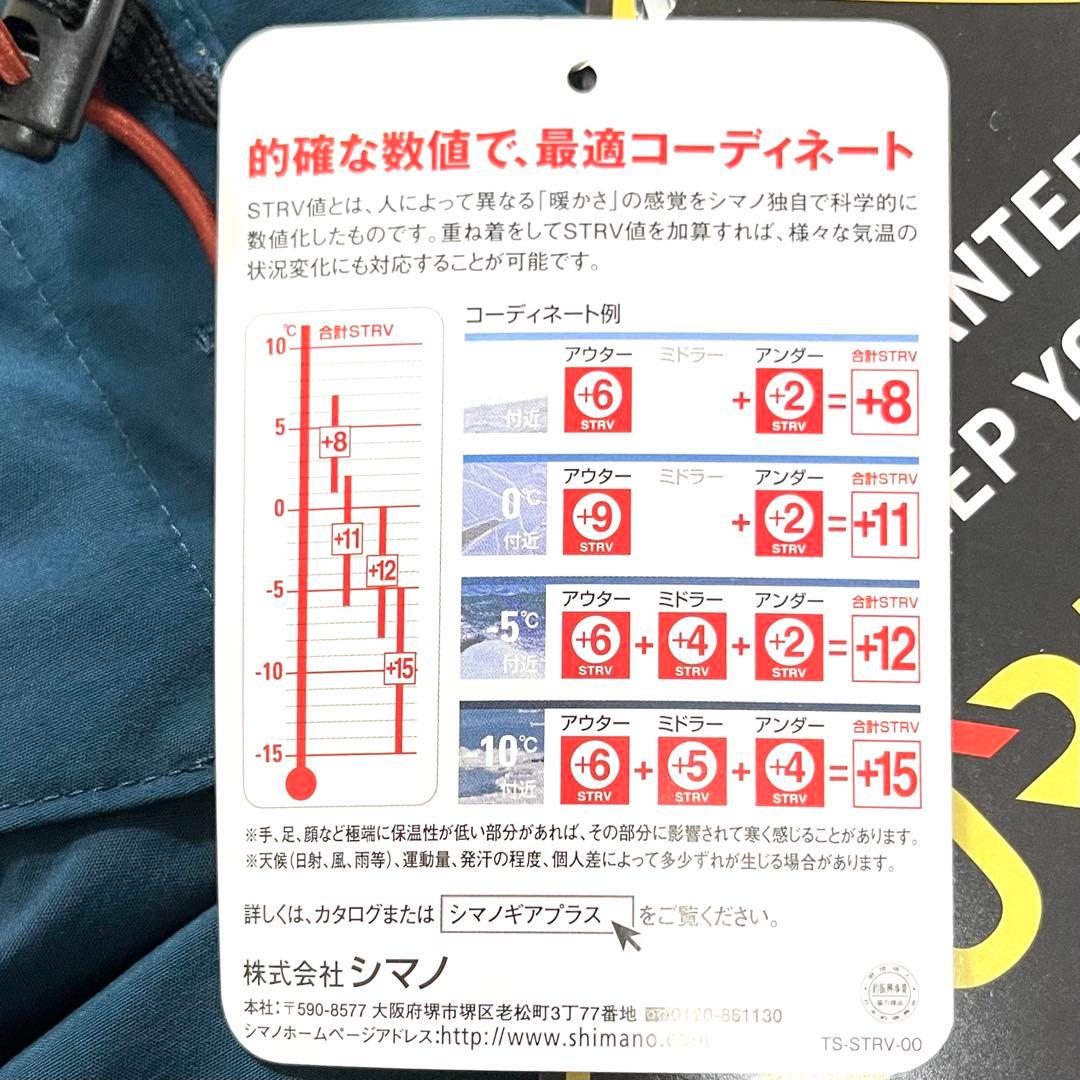 的確な数値で、最適コーディネート
STRV値とは、人によって異なる「暖かさ」の感覚をシマノ独自で科学的に
数値化したものです。重ね着をしてSTRV値を加算すれば、様々な気温の
状況変化にも対応することが可能です。
℃ 合計STRV
10
5
0
-5
-10
-15
+8
+11
+12
+15
コーディネート例
アウター ミドラー アンダー 合計STRV
付近 +6 STRV + +2 STRV = +8
アウター ミドラー アンダー 合計STRV
0℃ 付近 +9 STRV + +2 STRV = +11
アウター ミドラー アンダー 合計STRV
-5℃ 付近 +6 STRV + +4 STRV + +2 STRV = +12
アウター ミドラー アンダー 合計STRV
10℃ 付近 +6 STRV + +5 STRV + +4 STRV = +15
※手、足、顔など極端に保温性が低い部分があれば、その部分に影響されて寒く感じることがあります。
※天候（日射、風、雨等）、運動量、発汗の程度、個人差によって多少ずれが生じる場合があります。
詳しくは、カタログまたは シマノギアプラス をご覧ください。
株式会社 シマノ
本社：〒590-8577 大阪府堺市堺区老松町3丁77番地 0120-861130
シマノホームページアドレス：http://www.shimano.com
TS-STRV-00
ANTEE
EP YO